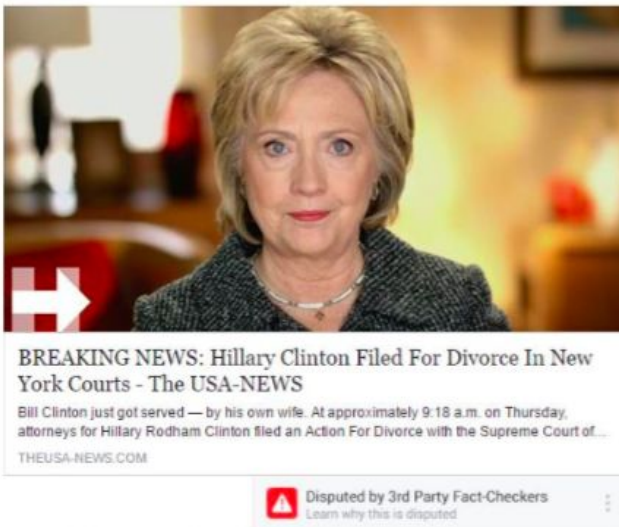 BREAKING NEWS: Hillary Clinton Filed For Divorce In New
York Courts - The USA-NEWS
Bill Clinton just got served — by his own wife. At approximately 9:18 a.m. on Thursday,
attorneys for Hillary Rodham Clinton filed an Action For Divorce with the Supreme Court of...
THEUSA-NEWS.COM
Disputed by 3rd Party Fact-Checkers
Learn why this is disputed